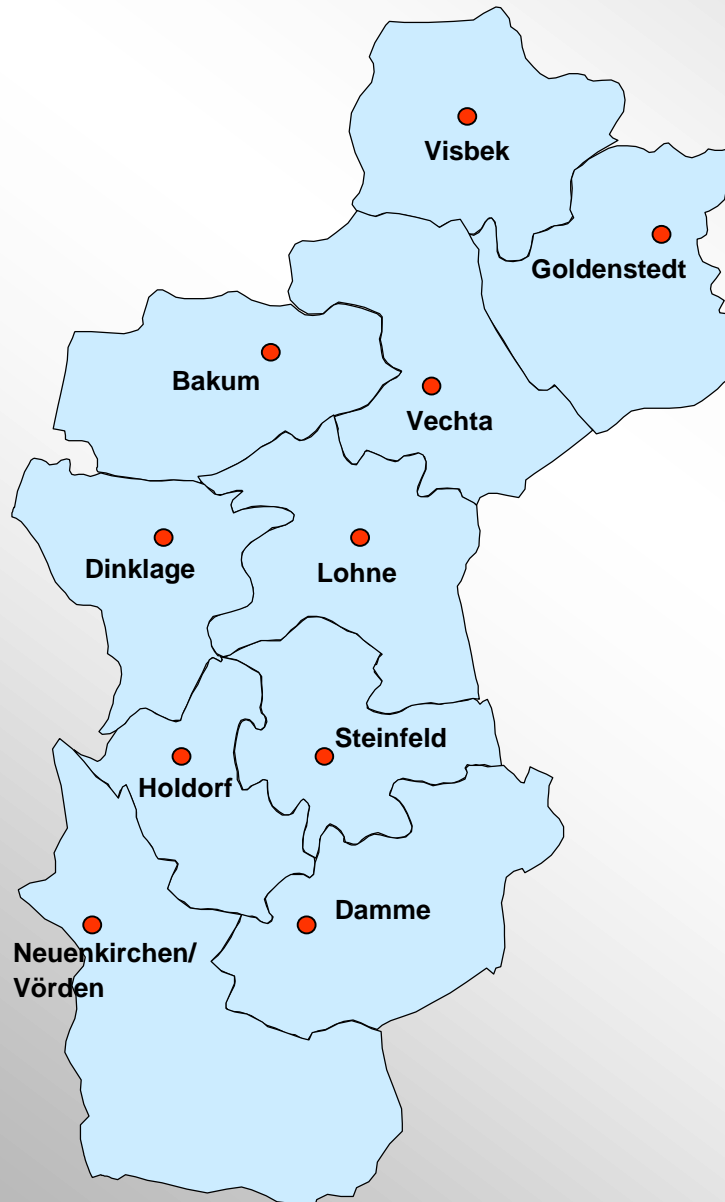 Visbek
Goldenstedt
Bakum
Vechta
Dinklage
Lohne
Steinfeld
Holdorf
Damme
Neuenkirchen/
Vörden